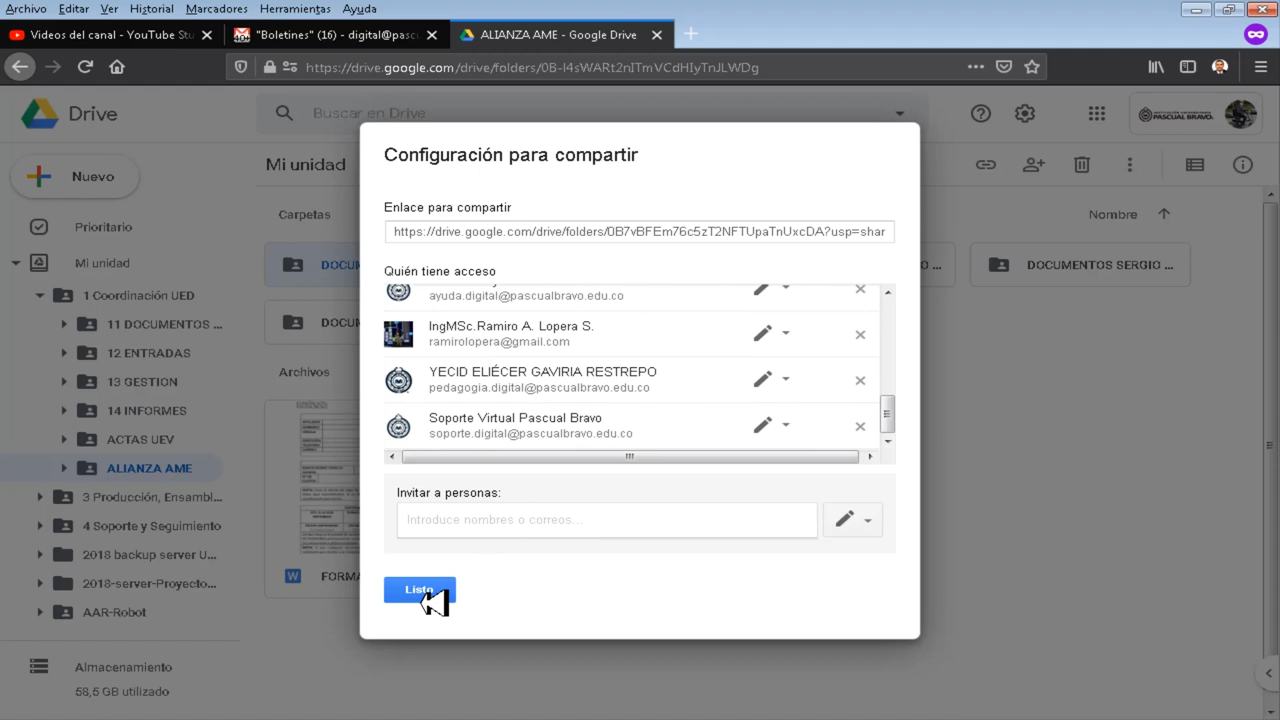 Archivo Editar Ver Historial Marcadores Herramientas Ayuda
Videos del canal - YouTube Stu
"Boletines" (16) - digital@pasc
ALIANZA AME - Google Drive
https://drive.google.com/drive/folders/0B-I4sWARt2nITmVCdHIyTnJLWDg
Drive
Buscar en Drive
PASCUAL BRAVO
Nuevo
Mi unidad
Prioritario
Mi unidad
1 Coordinación UED
11 DOCUMENTOS ...
12 ENTRADAS
13 GESTION
14 INFORMES
ACTAS UEV
ALIANZA AME
3 Producción, Ensambl...
4 Soporte y Seguimiento
2018 backup server U...
2018-server-Proyecto...
AAR-Robot
Almacenamiento
58,5 GB utilizado
Carpetas
Nombre
DOCU
O ...
DOCUMENTOS SERGIO ...
DOCU
Archivos
FORMA
Configuración para compartir
Enlace para compartir
https://drive.google.com/drive/folders/0B7vBFEm76c5zT2NFTUpaTnUxcDA?usp=shar
Quién tiene acceso
ayuda.digital@pascualbravo.edu.co
IngMSc.Ramiro A. Lopera S.
ramirolopera@gmail.com
YECID ELIÉCER GAVIRIA RESTREPO
pedagogia.digital@pascualbravo.edu.co
Soporte Virtual Pascual Bravo
soporte.digital@pascualbravo.edu.co
Invitar a personas:
Introduce nombres o correos...
Listo